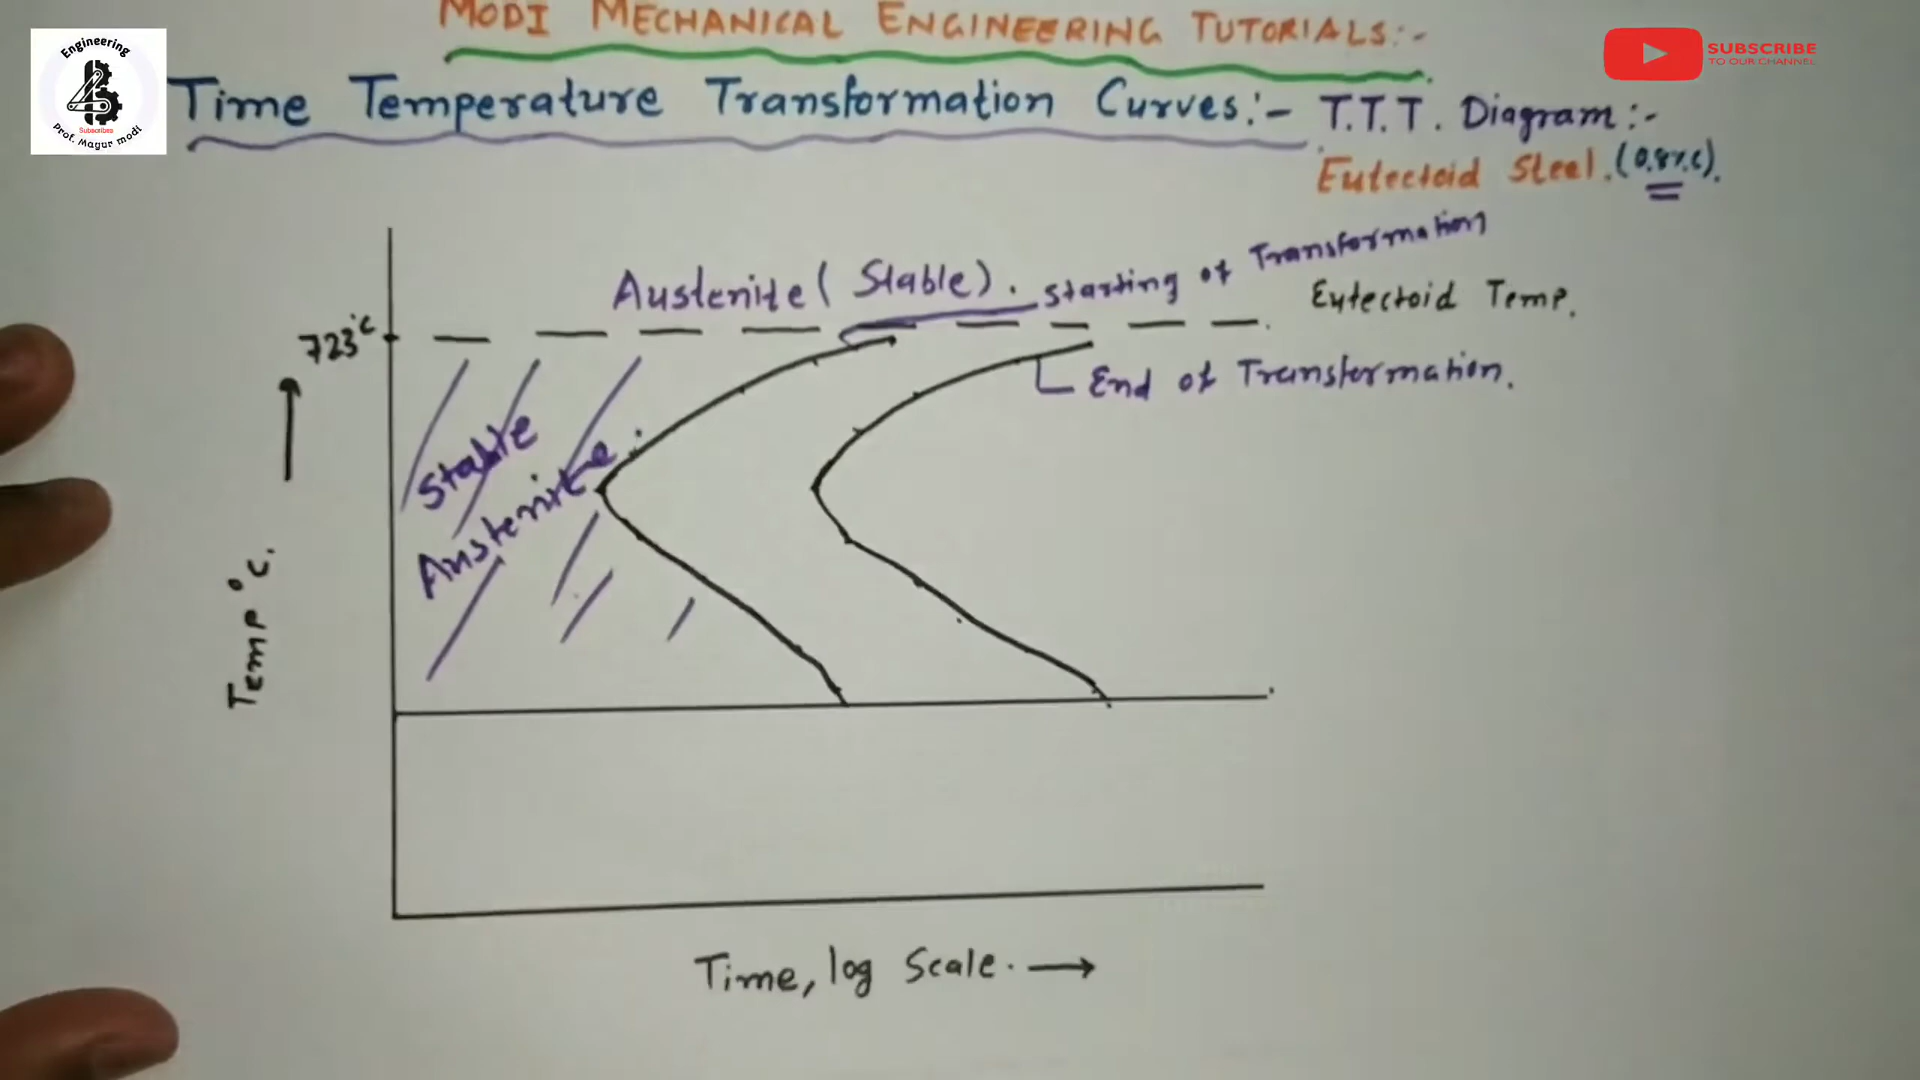 MODI MECHANICAL ENGINEERING TUTORIALS:-
Engineering
Subscribes
Prof. Mayur modi
SUBSCRIBE
TO OUR CHANNEL
Time Temperature Transformation Curves:- T.T.T. Diagram:-
Eutectoid Steel. (0.8%C).
Austenite (Stable). Starting of Transformation
Eutectoid Temp.
723°C
End of Transformation.
Stable
Austenite.
Temp °C.
Time, log Scale.